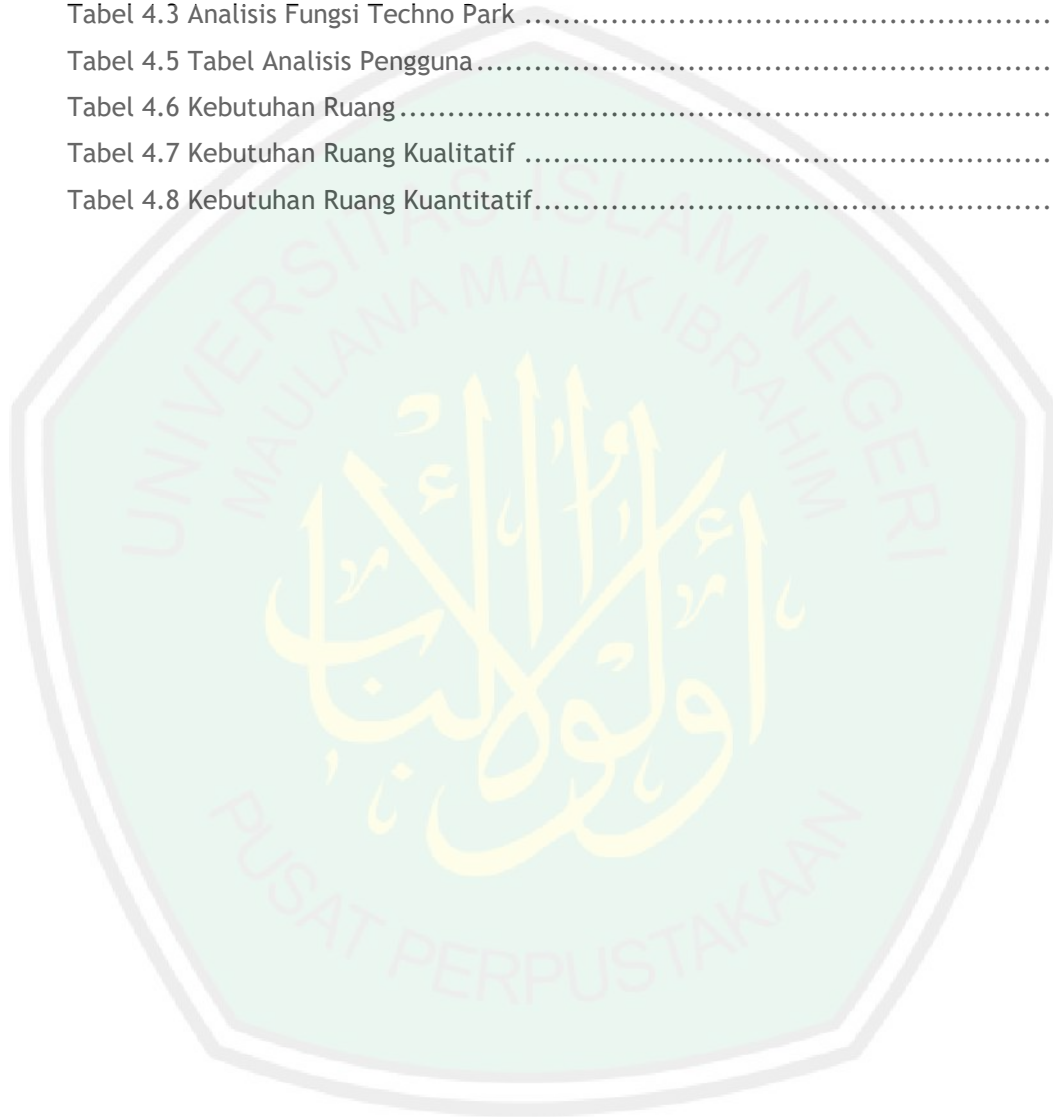 Tabel 4.3 Analisis Fungsi Techno Park ........................................................
Tabel 4.5 Tabel Analisis Pengguna........................................................
Tabel 4.6 Kebutuhan Ruang........................................................
Tabel 4.7 Kebutuhan Ruang Kualitatif ........................................................
Tabel 4.8 Kebutuhan Ruang Kuantitatif........................................................
UNIVERSITAS ISLAM NEGERI
MAULANA MALIK IBRAHIM
أولوا الألباب
PUSAT PERPUSTAKAAN